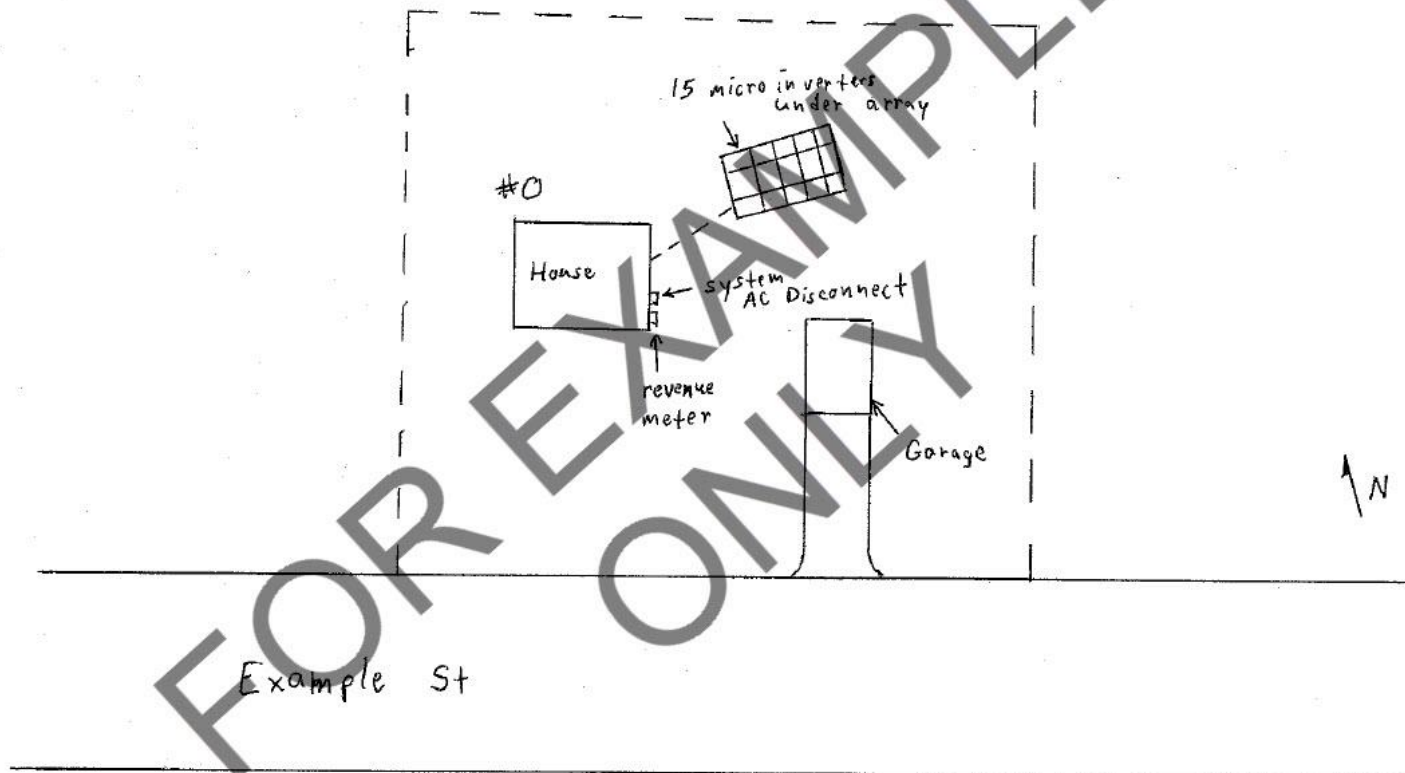 15 micro inverters
under array
#0
House
system
AC Disconnect
revenue
meter
Garage
N
Example St
FOR EXAMPLE
ONLY